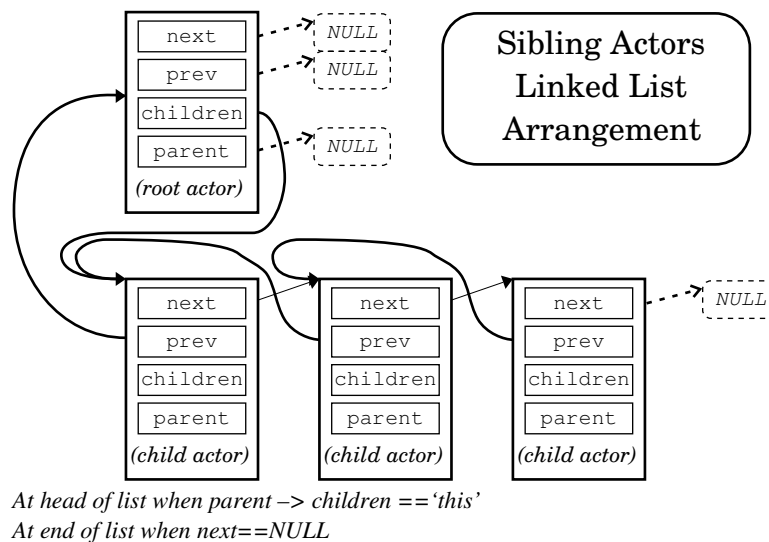 next
NULL
prev
NULL
children
parent
NULL
(root actor)
Sibling Actors
Linked List
Arrangement
next
prev
children
parent
(child actor)
next
prev
children
parent
(child actor)
next
NULL
prev
children
parent
(child actor)
At head of list when parent –> children ==‘this’
At end of list when next==NULL